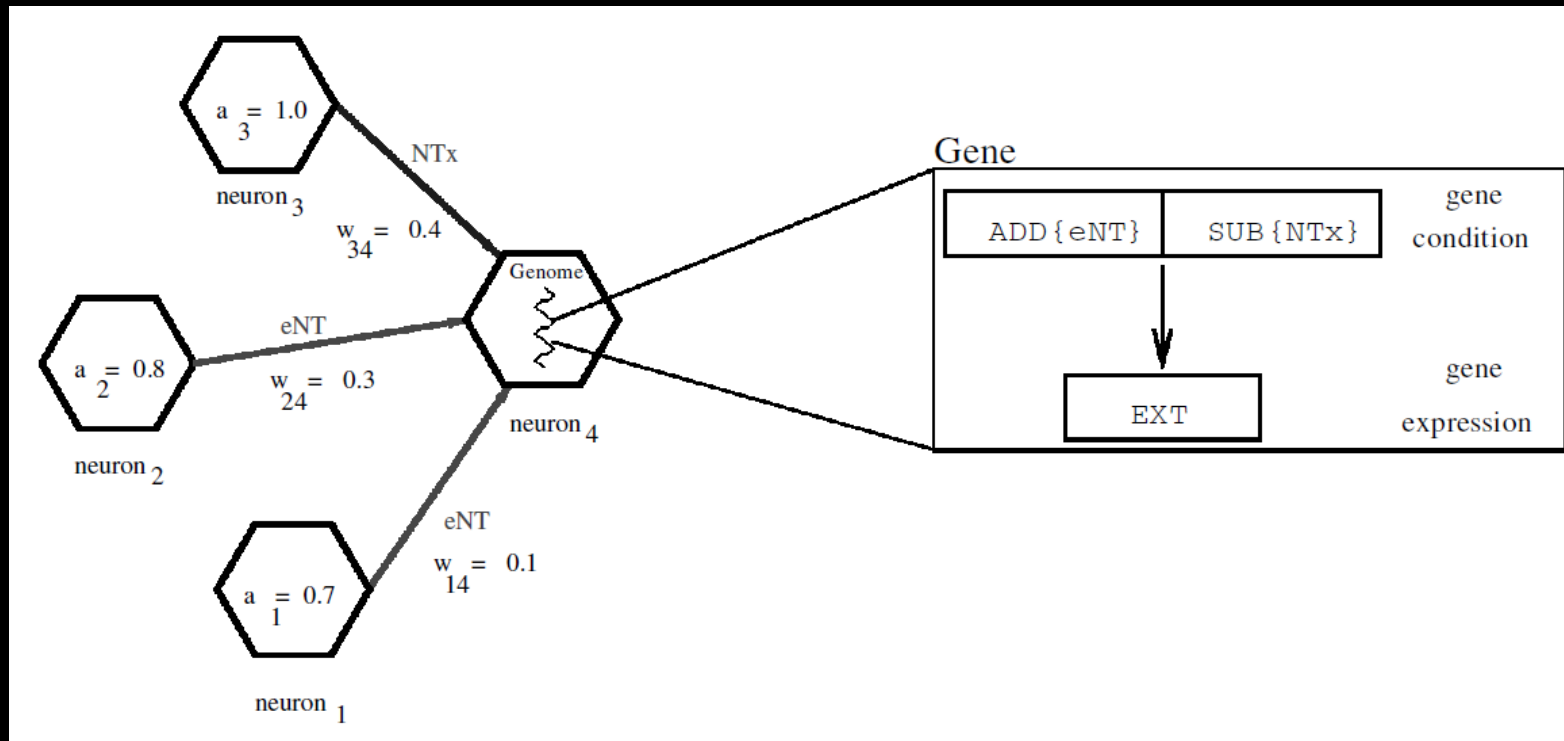 a3 = 1.0
neuron3
NTx
w34 = 0.4
a2 = 0.8
neuron2
eNT
w24 = 0.3
a1 = 0.7
neuron1
eNT
w14 = 0.1
Genome
neuron4
Gene
ADD{eNT} SUB{NTx}
gene
condition
EXT
gene
expression